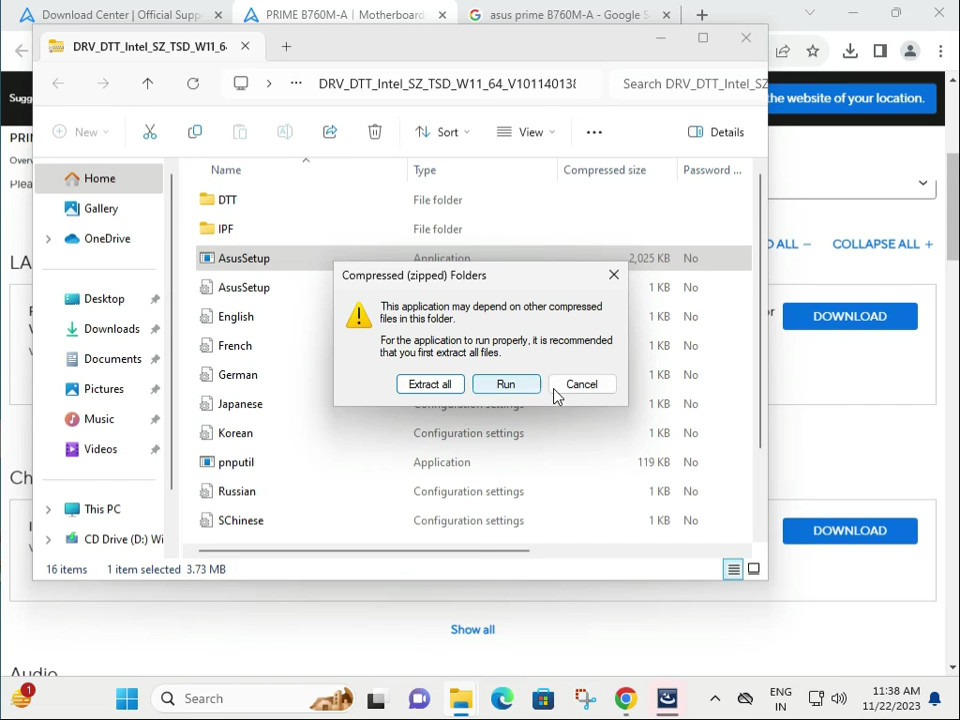 Download Center | Official Supp
PRIME B760M-A | Motherboard
asus prime B760M-A - Google S
DRV_DTT_Intel_SZ_TSD_W11_6
DRV_DTT_Intel_SZ_TSD_W11_64_V10114013
Search DRV_DTT_Intel_SZ
the website of your location.
New
Sort
View
Details
Name
Type
Compressed size
Password ...
Home
Gallery
OneDrive
Desktop
Downloads
Documents
Pictures
Music
Videos
This PC
CD Drive (D:) Wi
DTT
File folder
IPF
File folder
AsusSetup
Application
2,025 KB
No
AsusSetup
1 KB
No
English
1 KB
No
French
1 KB
No
German
1 KB
No
Japanese
Configuration settings
1 KB
No
Korean
Configuration settings
1 KB
No
pnputil
Application
119 KB
No
Russian
Configuration settings
1 KB
No
SChinese
Configuration settings
1 KB
No
16 items
1 item selected
3.73 MB
Compressed (zipped) Folders
This application may depend on other compressed
files in this folder.
For the application to run properly, it is recommended
that you first extract all files.
Extract all
Run
Cancel
COLLAPSE ALL +
DOWNLOAD
DOWNLOAD
Show all
Audio
1
Search
ENG
IN
11:38 AM
11/22/2023